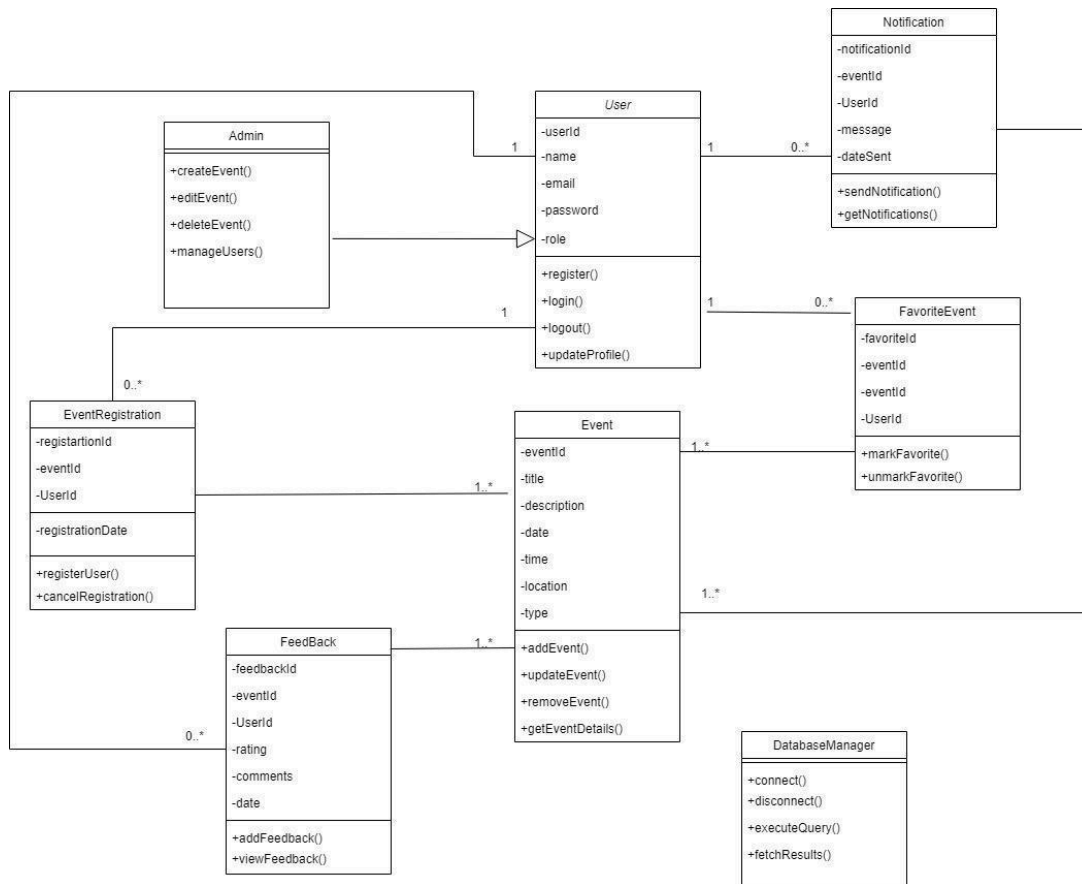 Notification
-notificationId
-eventId
-UserId
-message
-dateSent
+sendNotification()
+getNotifications()
User
-userId
-name
-email
-password
-role
+register()
+login()
+logout()
+updateProfile()
Admin
+createEvent()
+editEvent()
+deleteEvent()
+manageUsers()
1
1
0..*
1
0..*
1
0..*
FavoriteEvent
-favoriteId
-eventId
-eventId
-UserId
+markFavorite()
+unmarkFavorite()
EventRegistration
-registartionId
-eventId
-UserId
-registrationDate
+registerUser()
+cancelRegistration()
Event
-eventId
-title
-description
-date
-time
-location
-type
+addEvent()
+updateEvent()
+removeEvent()
+getEventDetails()
1..*
1..*
1..*
1..*
0..*
FeedBack
-feedbackId
-eventId
-UserId
-rating
-comments
-date
+addFeedback()
+viewFeedback()
DatabaseManager
+connect()
+disconnect()
+executeQuery()
+fetchResults()